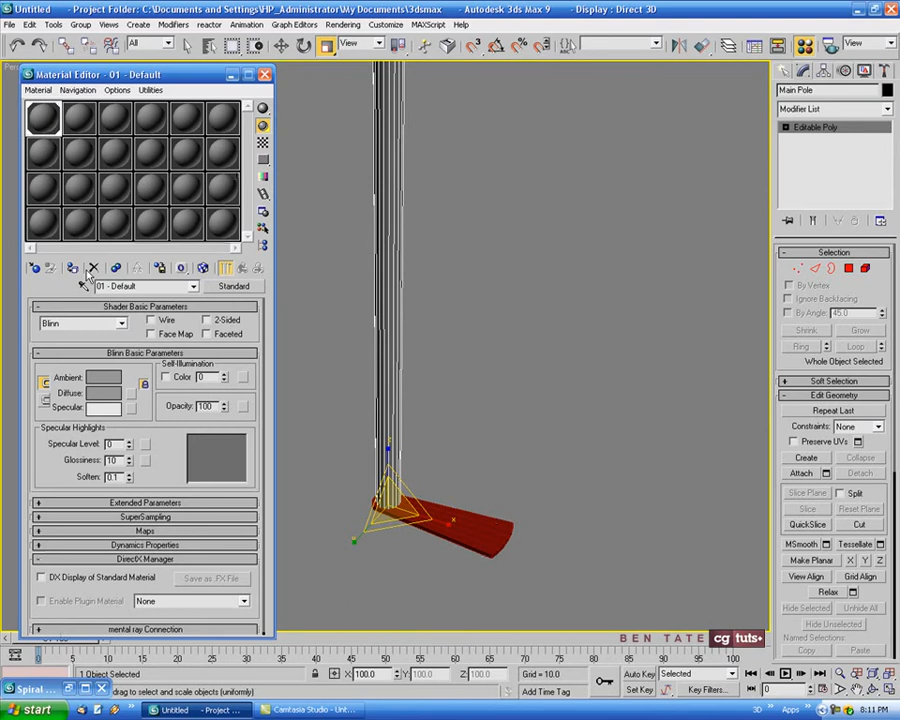 Untitled - Project Folder: C:\Documents and Settings\HP_Administrator\My Documents\3dsmax - Autodesk 3ds Max 9 - Display : Direct 3D
File Edit Tools Group Views Create Modifiers reactor Animation Graph Editors Rendering Customize MAXScript Help
All View View
Material Editor - 01 - Default
Material Navigation Options Utilities
01 - Default Standard
Shader Basic Parameters
Blinn Wire 2-Sided
Face Map Faceted
Blinn Basic Parameters
Self-Illumination
Ambient: Color 0
Diffuse:
Specular: Opacity: 100
Specular Highlights
Specular Level: 0
Glossiness: 10
Soften: 0.1
Extended Parameters
SuperSampling
Maps
Dynamics Properties
DirectX Manager
DX Display of Standard Material Save as .FX File
Enable Plugin Material None
mental ray Connection
Main Pole
Modifier List
Editable Poly
Selection
By Vertex
Ignore Backfacing
By Angle: 45.0
Shrink Grow
Ring Loop
Whole Object Selected
Soft Selection
Edit Geometry
Repeat Last
Constraints: None
Preserve UVs
Create Collapse
Attach Detach
Slice Plane Split
Slice Reset Plane
QuickSlice Cut
MSmooth Tessellate
Make Planar X Y Z
View Align Grid Align
Relax
Hide Selected Unhide All
Hide Unselected
Named Selections:
Copy Paste
x
BEN TATE cg tuts+
0 5 10 15 20 25 30 35 40 45 50 55 60 65 70 75 80 85 90 95 100
1 Object Selected X 100.0 Y 100.0 Z 100.0 Grid = 10.0 Auto Key Selected
drag to select and scale objects (uniformly) Add Time Tag Set Key Key Filters... 0
Spiral ...
start Untitled - Project ... Camtasia Studio - Unt... 3D Apps 8:11 PM